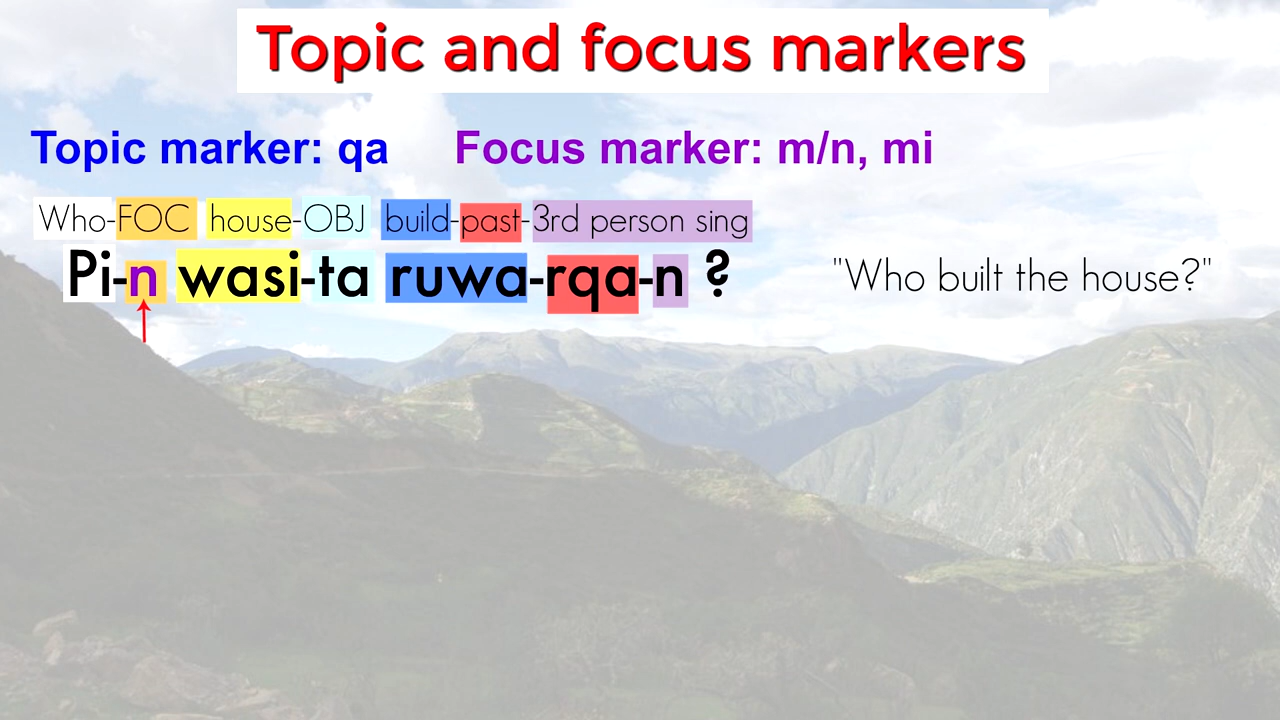 Topic and focus markers
Topic marker: qa Focus marker: m/n, mi
Who-FOC house-OBJ build-past-3rd person sing
Pi-n wasi-ta ruwa-rqa-n ? "Who built the house?"